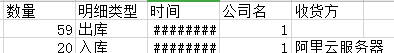 数量 明细类型 时间 公司名 收货方
59 出库 ######## 1
20 入库 ######## 1 阿里云服务器